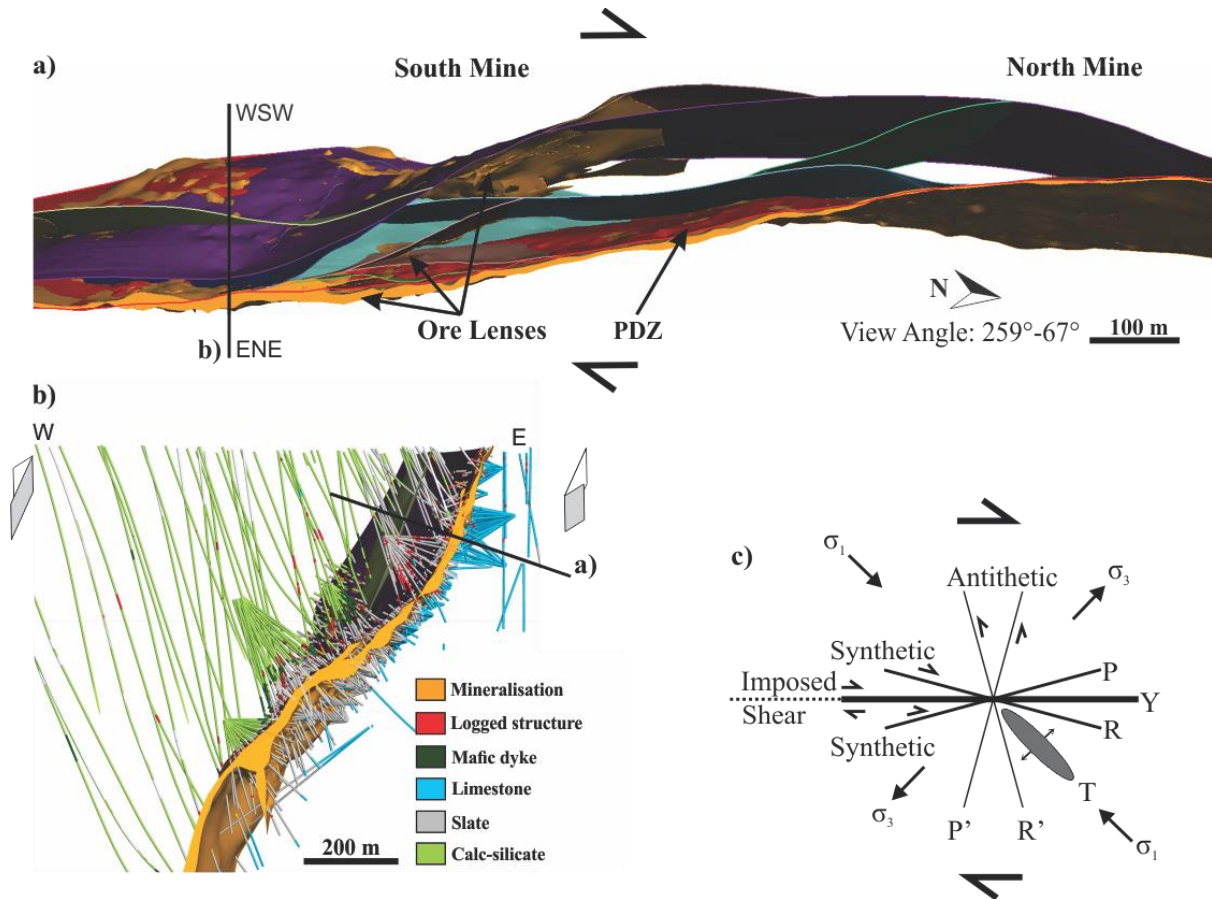 a)
South Mine
North Mine
WSW
Ore Lenses
PDZ
N
View Angle: 259°-67°
100 m
b)
ENE
b)
W
E
a)
Mineralisation
Logged structure
Mafic dyke
Limestone
Slate
Calc-silicate
200 m
c)
σ1
σ3
Antithetic
Synthetic
P
Imposed
Y
Shear
R
Synthetic
T
σ3
P'
R'
σ1